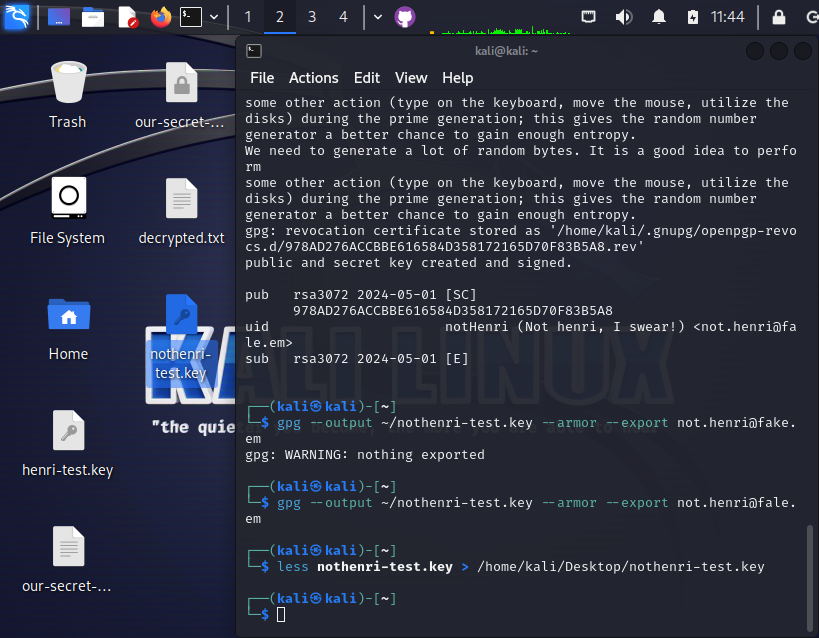 1 2 3 4 11:44
kali@kali: ~
File Actions Edit View Help
Trash
our-secret-...
File System
decrypted.txt
Home
nothenri-
test.key
henri-test.key
our-secret-...
some other action (type on the keyboard, move the mouse, utilize the
disks) during the prime generation; this gives the random number
generator a better chance to gain enough entropy.
We need to generate a lot of random bytes. It is a good idea to perfo
rm
some other action (type on the keyboard, move the mouse, utilize the
disks) during the prime generation; this gives the random number
generator a better chance to gain enough entropy.
gpg: revocation certificate stored as '/home/kali/.gnupg/openpgp-revo
cs.d/978AD276ACCBBE616584D358172165D70F83B5A8.rev'
public and secret key created and signed.
pub   rsa3072 2024-05-01 [SC]
      978AD276ACCBBE616584D358172165D70F83B5A8
uid                      notHenri (Not henri, I swear!) <not.henri@fa
le.em>
sub   rsa3072 2024-05-01 [E]
┌──(kali㉿kali)-[~]
└─$ gpg --output ~/nothenri-test.key --armor --export not.henri@fake.
em
gpg: WARNING: nothing exported
┌──(kali㉿kali)-[~]
└─$ gpg --output ~/nothenri-test.key --armor --export not.henri@fale.
em
┌──(kali㉿kali)-[~]
└─$ less nothenri-test.key > /home/kali/Desktop/nothenri-test.key
┌──(kali㉿kali)-[~]
└─$
KALI LINUX
"the quie